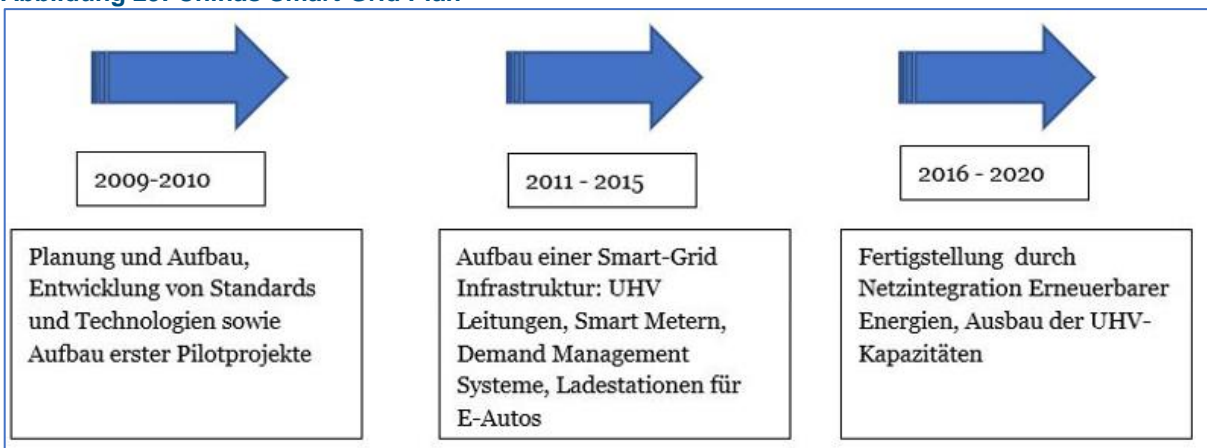 2009-2010
Planung und Aufbau,
Entwicklung von Standards
und Technologien sowie
Aufbau erster Pilotprojekte
2011 - 2015
Aufbau einer Smart-Grid
Infrastruktur: UHV
Leitungen, Smart Metern,
Demand Management
Systeme, Ladestationen für
E-Autos
2016 - 2020
Fertigstellung durch
Netzintegration Erneuerbarer
Energien, Ausbau der UHV-
Kapazitäten